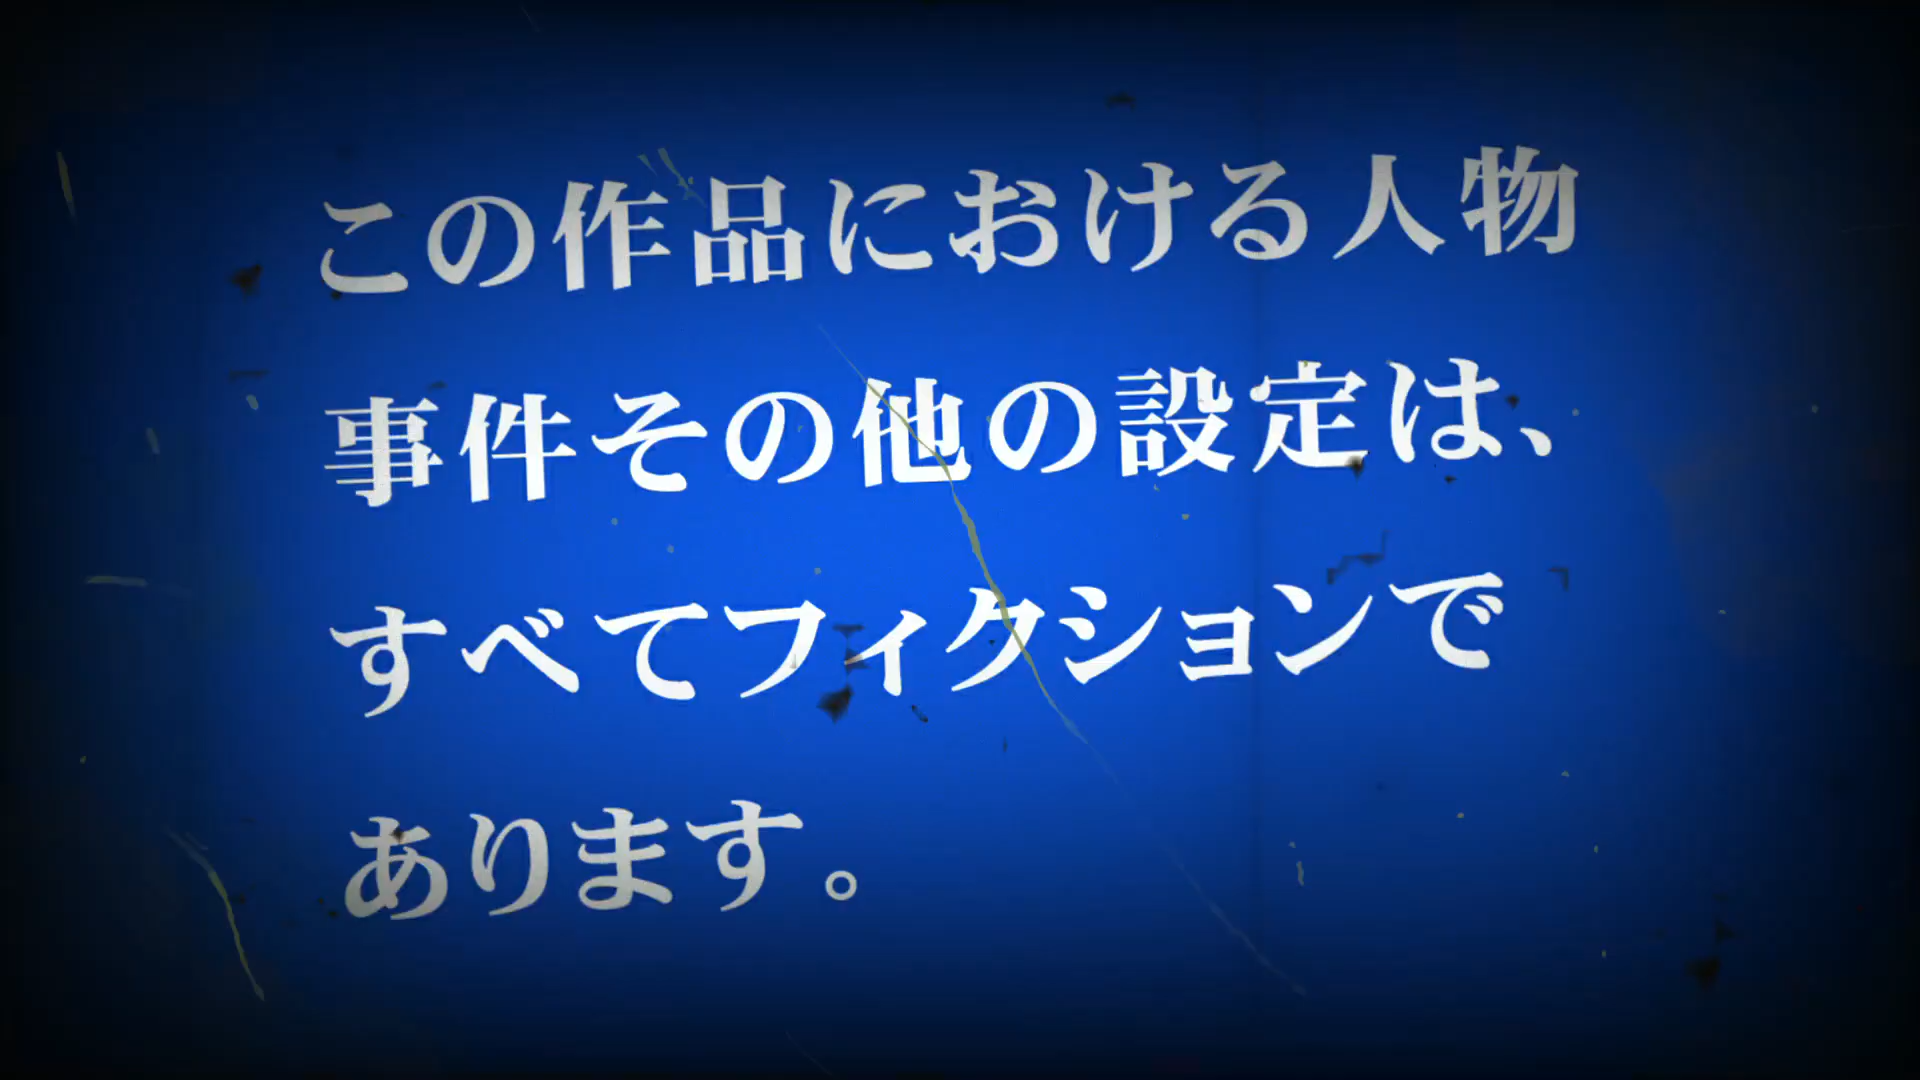 この作品における人物
事件その他の設定は、
すべてフィクションで
あります。